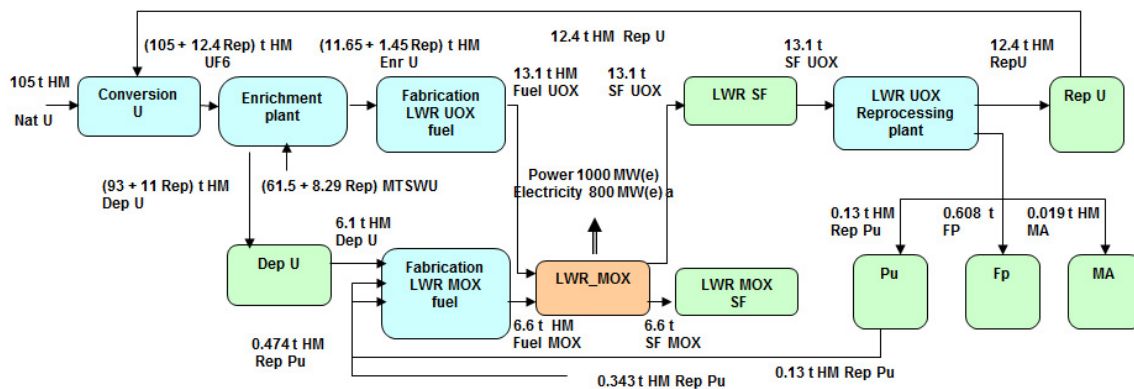 (105 + 12.4 Rep) t HM
UF6
(11.65 + 1.45 Rep) t HM
Enr U
12.4 t HM Rep U
13.1 t
SF UOX
12.4 t HM
RepU
105 t HM
Nat U
Conversion
U
Enrichment
plant
Fabrication
LWR UOX
fuel
13.1 t HM
Fuel UOX
13.1 t
SF UOX
LWR SF
LWR UOX
Reprocessing
plant
Rep U
(93 + 11 Rep) t HM
Dep U
(61.5 + 8.29 Rep) MTSWU
Power 1000 MW(e)
Electricity 800 MW(e) a
6.1 t HM
Dep U
0.13 t HM
Rep Pu
0.608 t
FP
0.019 t HM
MA
Dep U
Fabrication
LWR MOX
fuel
LWR_MOX
LWR MOX
SF
Pu
Fp
MA
0.474 t HM
Rep Pu
6.6 t HM
Fuel MOX
6.6 t
SF MOX
0.343 t HM Rep Pu
0.13 t HM Rep Pu